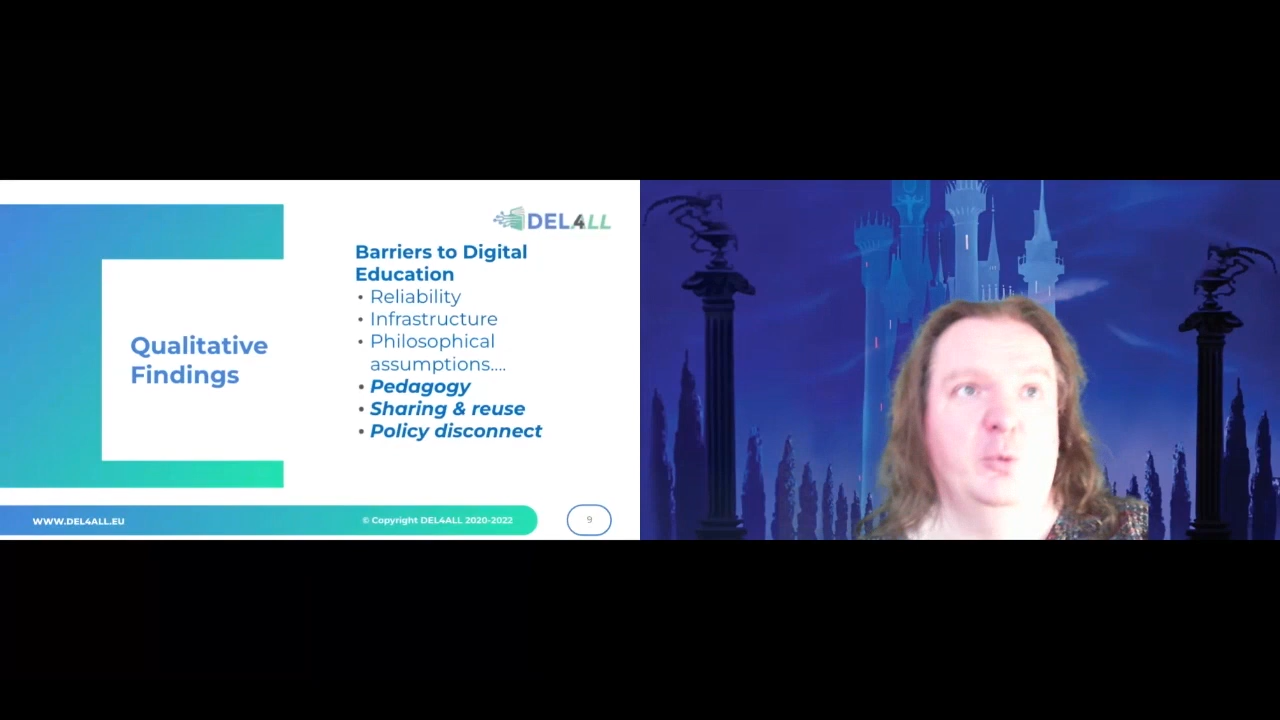 DEL4ALL
Barriers to Digital
Education
• Reliability
• Infrastructure
• Philosophical
assumptions....
• Pedagogy
• Sharing & reuse
• Policy disconnect
Qualitative
Findings
WWW.DEL4ALL.EU
© Copyright DEL4ALL 2020-2022
9